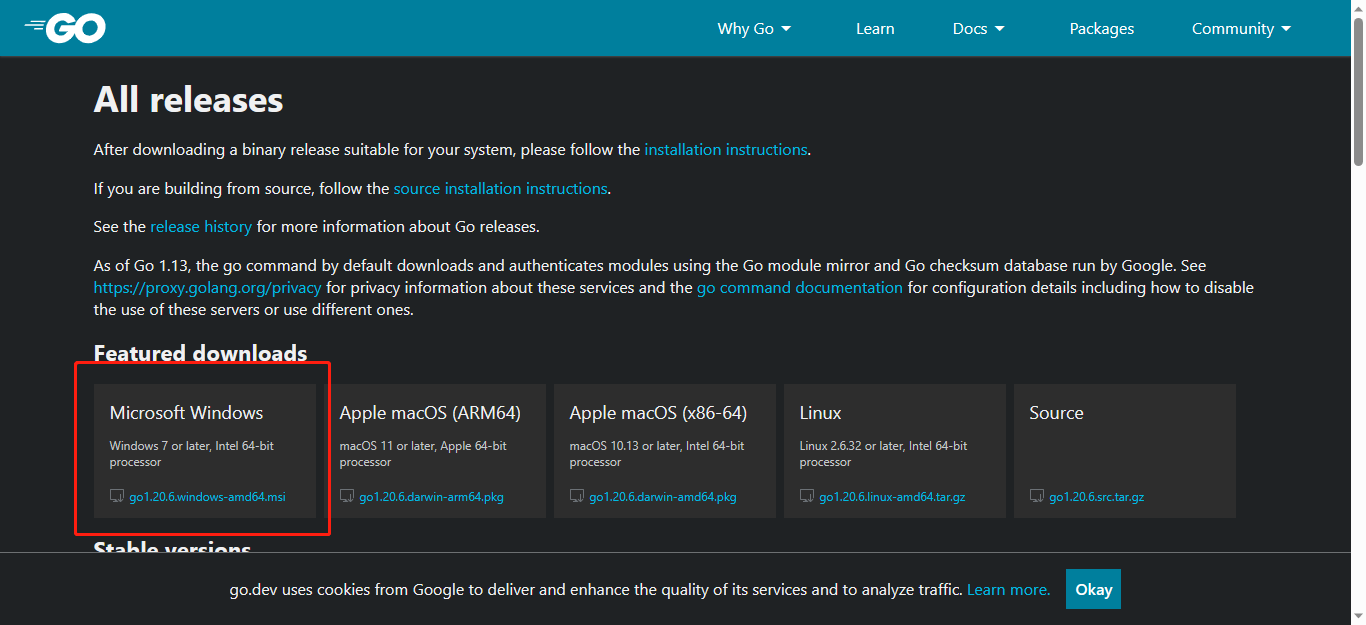 GO
Why Go Learn Docs Packages Community
All releases
After downloading a binary release suitable for your system, please follow the installation instructions.
If you are building from source, follow the source installation instructions.
See the release history for more information about Go releases.
As of Go 1.13, the go command by default downloads and authenticates modules using the Go module mirror and Go checksum database run by Google. See
https://proxy.golang.org/privacy for privacy information about these services and the go command documentation for configuration details including how to disable
the use of these servers or use different ones.
Featured downloads
Microsoft Windows
Windows 7 or later, Intel 64-bit
processor
go1.20.6.windows-amd64.msi
Apple macOS (ARM64)
macOS 11 or later, Apple 64-bit
processor
go1.20.6.darwin-arm64.pkg
Apple macOS (x86-64)
macOS 10.13 or later, Intel 64-bit
processor
go1.20.6.darwin-amd64.pkg
Linux
Linux 2.6.32 or later, Intel 64-bit
processor
go1.20.6.linux-amd64.tar.gz
Source
go1.20.6.src.tar.gz
Stable versions
go.dev uses cookies from Google to deliver and enhance the quality of its services and to analyze traffic. Learn more. Okay